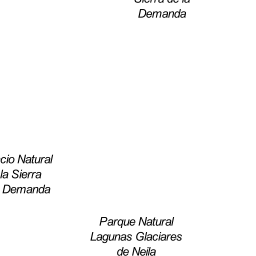 Sierra de la
Demanda
cio Natural
la Sierra
Demanda
Parque Natural
Lagunas Glaciares
de Neila